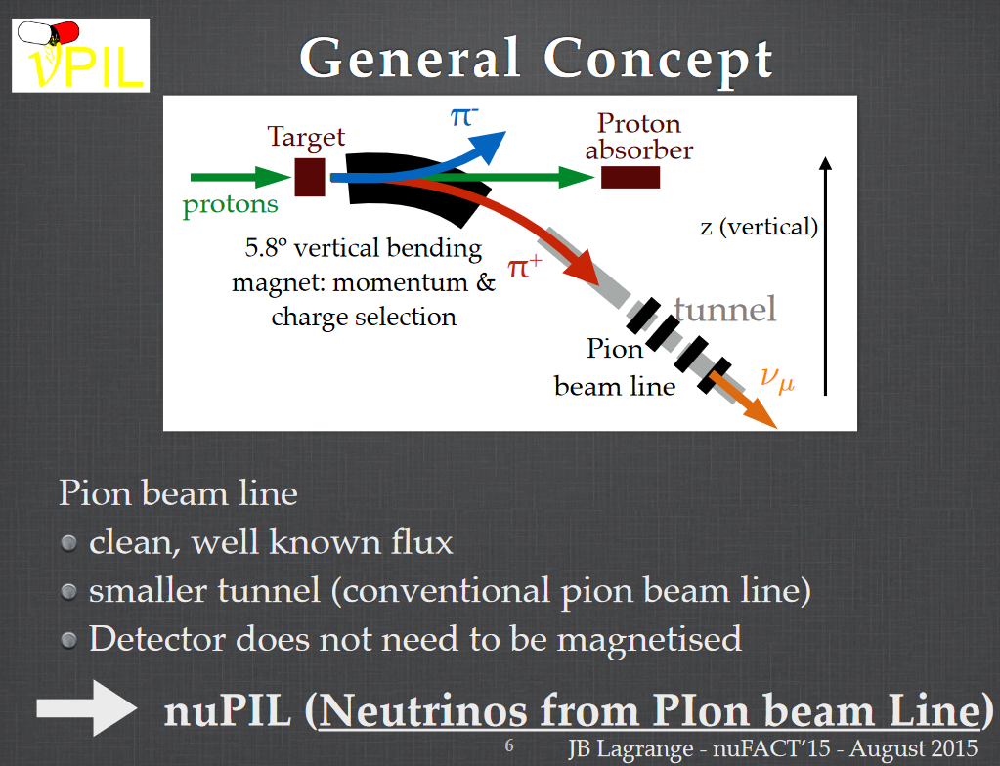 νPIL
General Concept
π⁻
Target
Proton
absorber
protons
z (vertical)
5.8º vertical bending
magnet: momentum &
charge selection
π⁺
tunnel
Pion
beam line
νμ
Pion beam line
clean, well known flux
smaller tunnel (conventional pion beam line)
Detector does not need to be magnetised
nuPIL (Neutrinos from PIon beam Line)
6
JB Lagrange - nuFACT'15 - August 2015